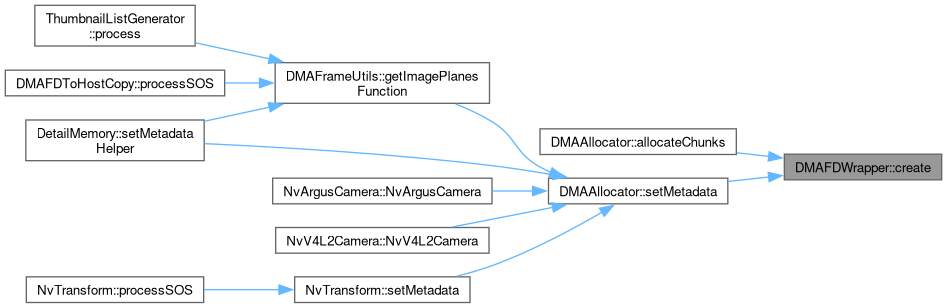 ThumbnailListGenerator
::process
DMAFDToHostCopy::processSOS
DetailMemory::setMetadata
Helper
NvTransform::processSOS
DMAFrameUtils::getImagePlanes
Function
NvArgusCamera::NvArgusCamera
NvV4L2Camera::NvV4L2Camera
NvTransform::setMetadata
DMAAllocator::allocateChunks
DMAAllocator::setMetadata
DMAFDWrapper::create